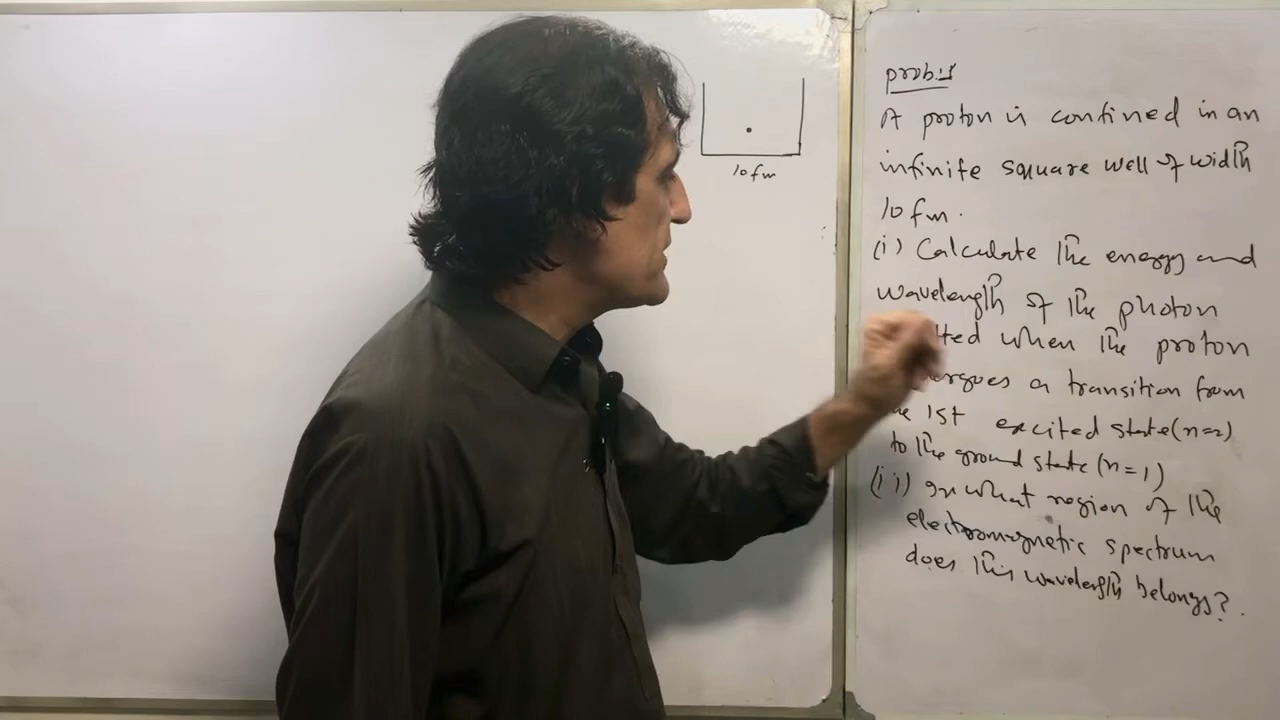 10 fm
prob:1
A proton is confined in an
infinite square well of width
10 fm.
(i) Calculate the energy and
wavelength of the photon
when the proton
a transition from
1st excited state (n=2)
to the ground state (n=1)
(ii) In what region of the
electromagnetic spectrum
does this wavelength belongs?